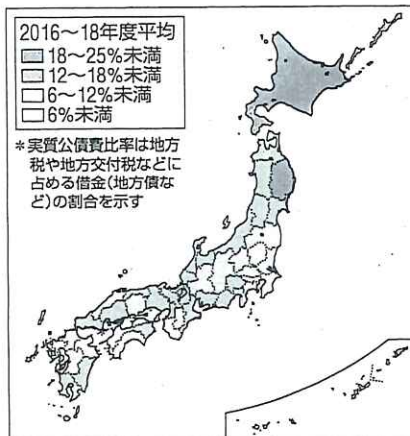 2016～18年度平均
18～25%未満
12～18%未満
6～12%未満
6%未満
*実質公債費比率は地方
税や地方交付税などに
占める借金(地方債な
ど)の割合を示す